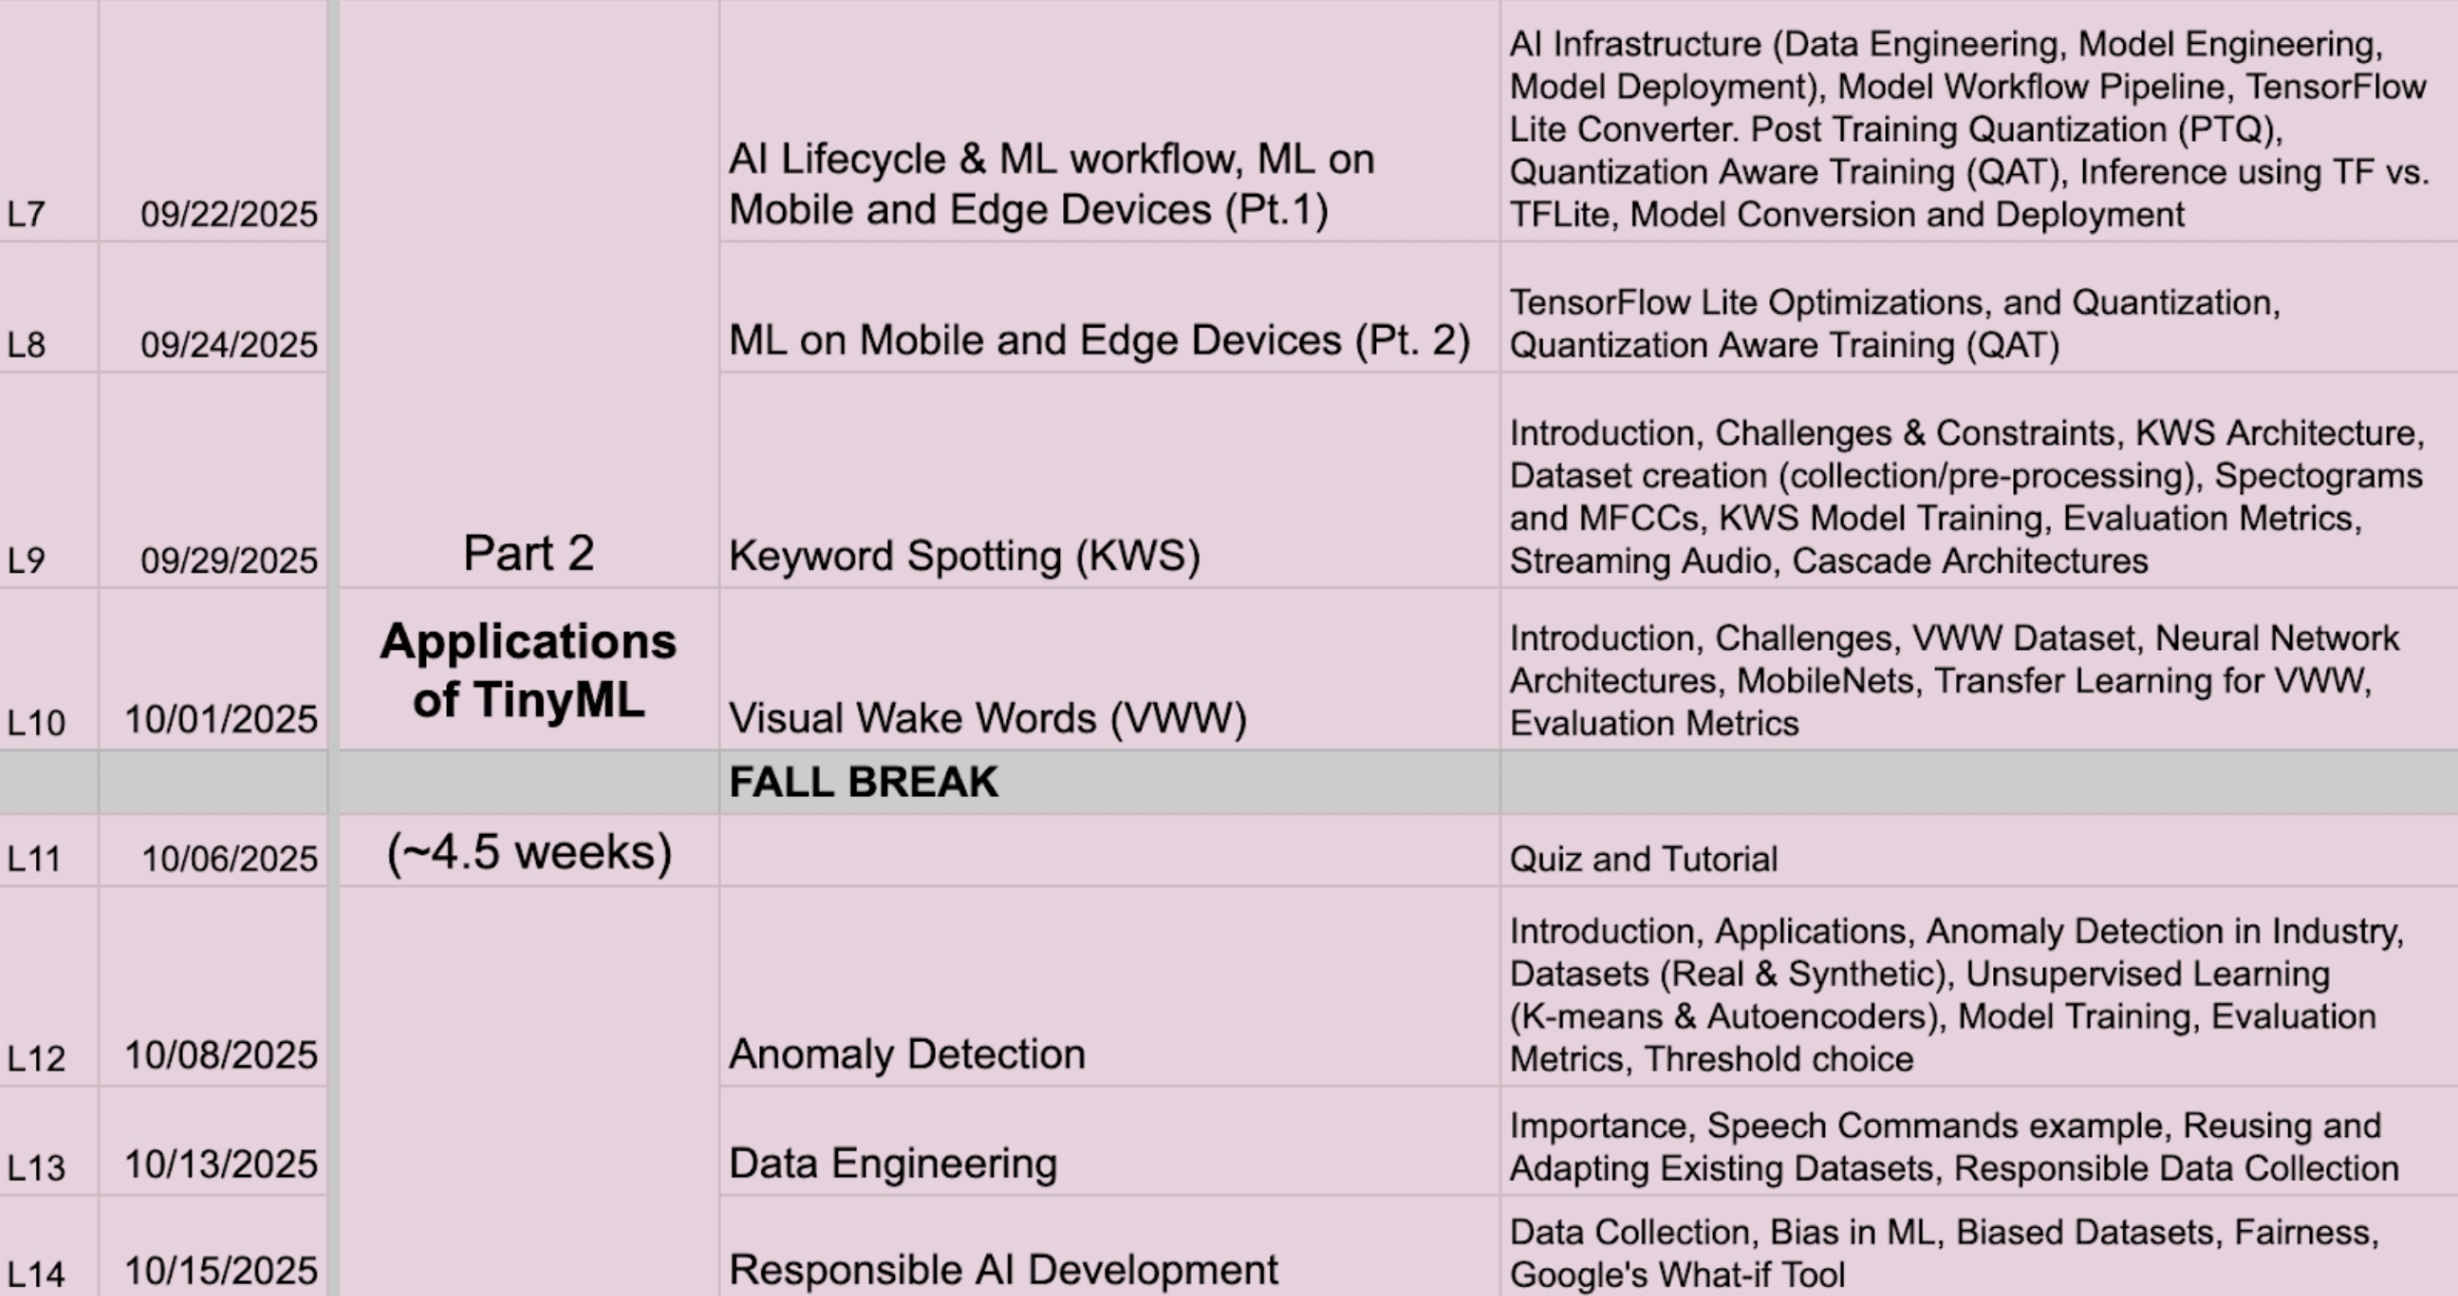 AI Infrastructure (Data Engineering, Model Engineering,
Model Deployment), Model Workflow Pipeline, TensorFlow
Lite Converter. Post Training Quantization (PTQ),
Quantization Aware Training (QAT), Inference using TF vs.
TFLite, Model Conversion and Deployment
AI Lifecycle & ML workflow, ML on
Mobile and Edge Devices (Pt.1)
L7 09/22/2025
TensorFlow Lite Optimizations, and Quantization,
Quantization Aware Training (QAT)
L8 09/24/2025 ML on Mobile and Edge Devices (Pt. 2)
Introduction, Challenges & Constraints, KWS Architecture,
Dataset creation (collection/pre-processing), Spectograms
and MFCCs, KWS Model Training, Evaluation Metrics,
Streaming Audio, Cascade Architectures
L9 09/29/2025 Part 2 Keyword Spotting (KWS)
Applications
of TinyML
Introduction, Challenges, VWW Dataset, Neural Network
Architectures, MobileNets, Transfer Learning for VWW,
Evaluation Metrics
L10 10/01/2025 Visual Wake Words (VWW)
FALL BREAK
L11 10/06/2025 (~4.5 weeks) Quiz and Tutorial
Introduction, Applications, Anomaly Detection in Industry,
Datasets (Real & Synthetic), Unsupervised Learning
(K-means & Autoencoders), Model Training, Evaluation
Metrics, Threshold choice
L12 10/08/2025 Anomaly Detection
Importance, Speech Commands example, Reusing and
Adapting Existing Datasets, Responsible Data Collection
L13 10/13/2025 Data Engineering
Data Collection, Bias in ML, Biased Datasets, Fairness,
Google's What-if Tool
L14 10/15/2025 Responsible AI Development